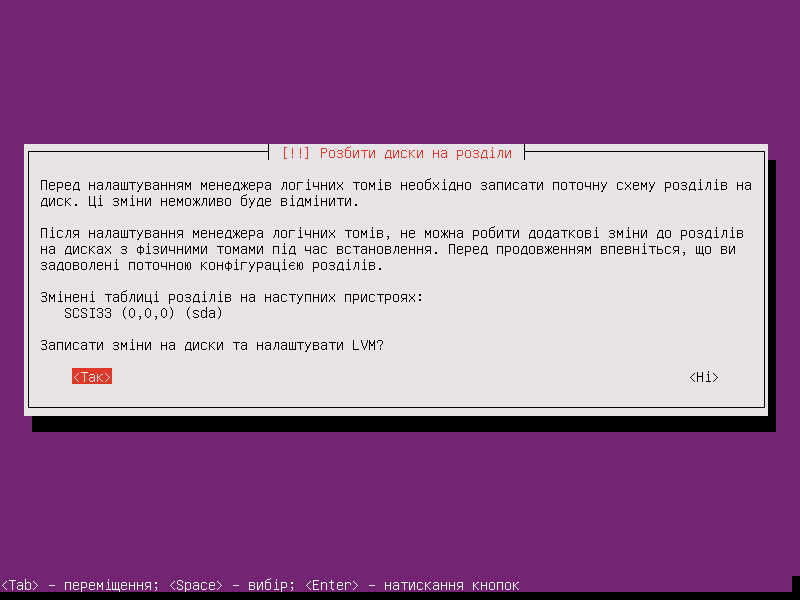 [!!] Розбити диски на розділи
Перед налаштуванням менеджера логічних томів необхідно записати поточну схему розділів на
диск. Ці зміни неможливо буде відмінити.
Після налаштування менеджера логічних томів, не можна робити додаткові зміни до розділів
на дисках з фізичними томами під час встановлення. Перед продовженням впевніться, що ви
задоволені поточною конфігурацією розділів.
Змінені таблиці розділів на наступних пристроях:
SCSI33 (0,0,0) (sda)
Записати зміни на диски та налаштувати LVM?
<Так> <Ні>
<Tab> – переміщення; <Space> – вибір; <Enter> – натискання кнопок